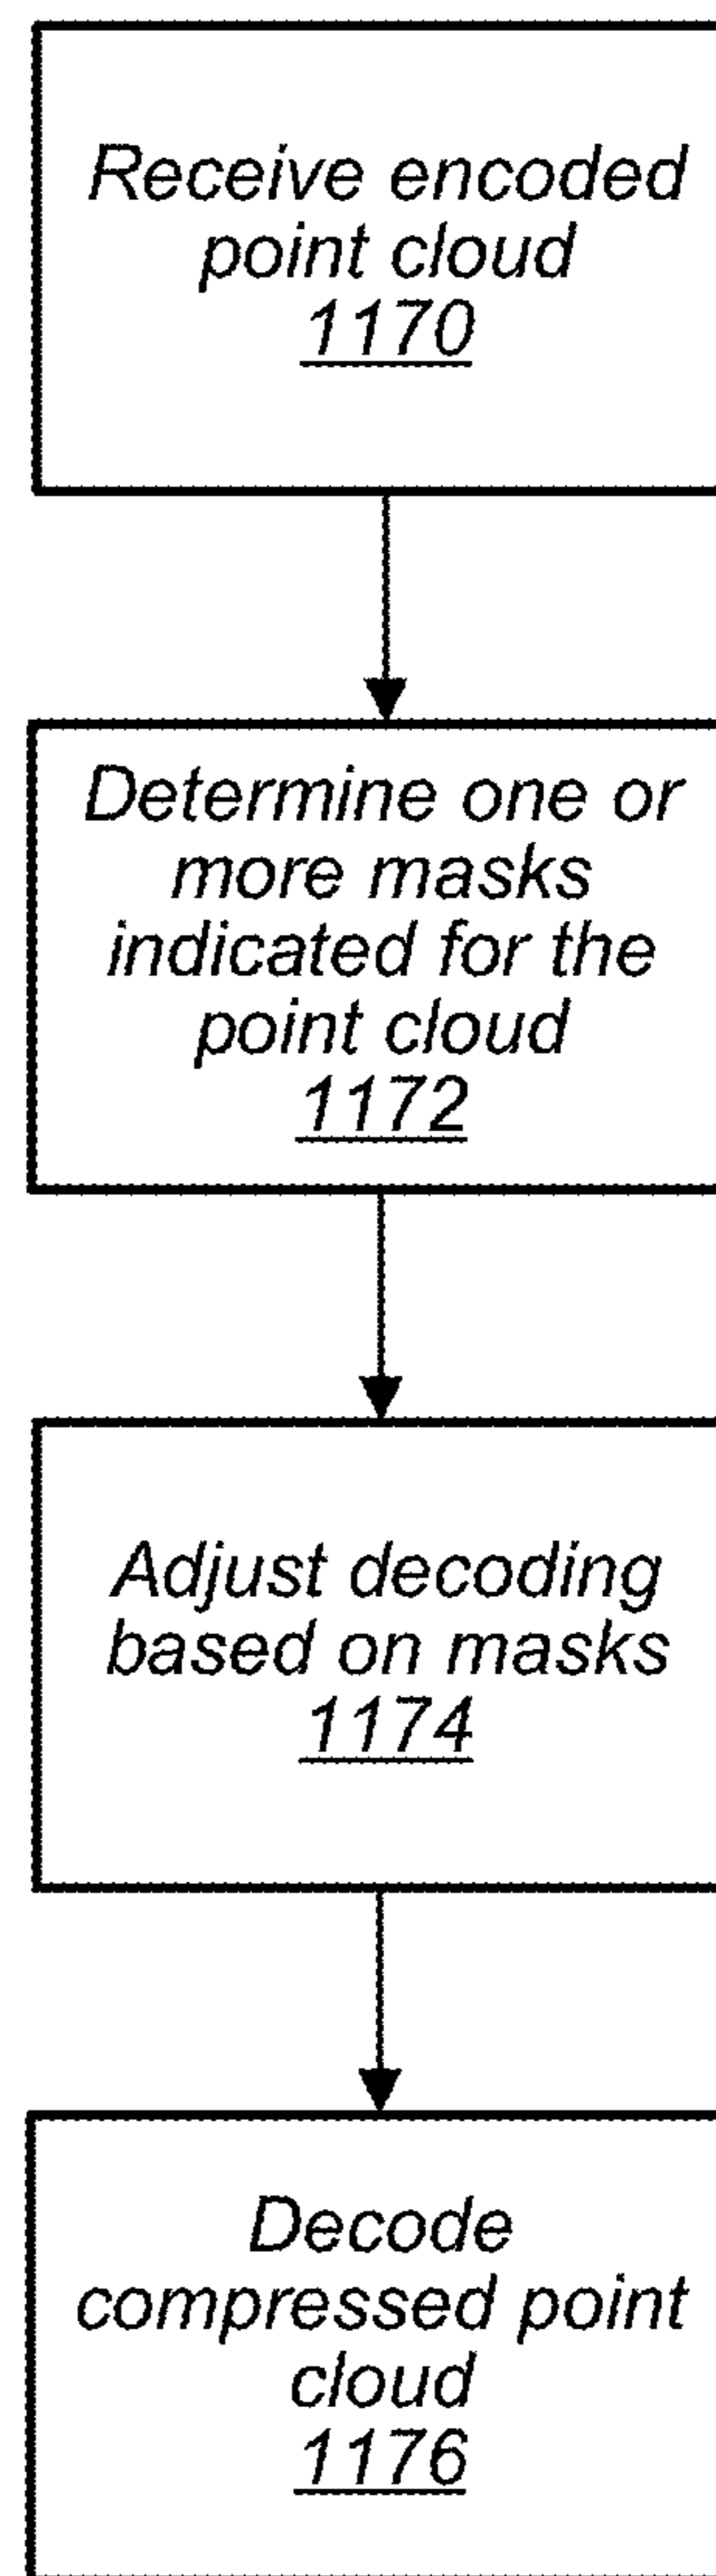 Receive encoded
point cloud
1170
Determine one or
more masks
indicated for the
point cloud
1172
Adjust decoding
based on masks
1174
Decode
compressed point
cloud
1176